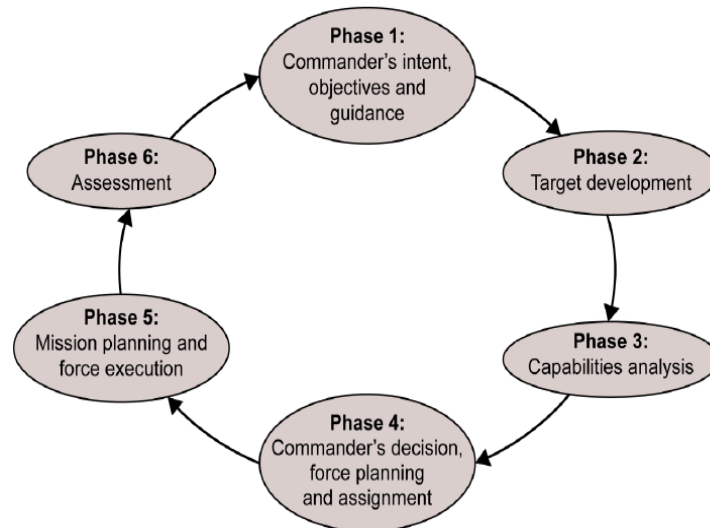 Phase 1:
Commander's intent,
objectives and
guidance
Phase 2:
Target development
Phase 3:
Capabilities analysis
Phase 4:
Commander's decision,
force planning
and assignment
Phase 5:
Mission planning and
force execution
Phase 6:
Assessment